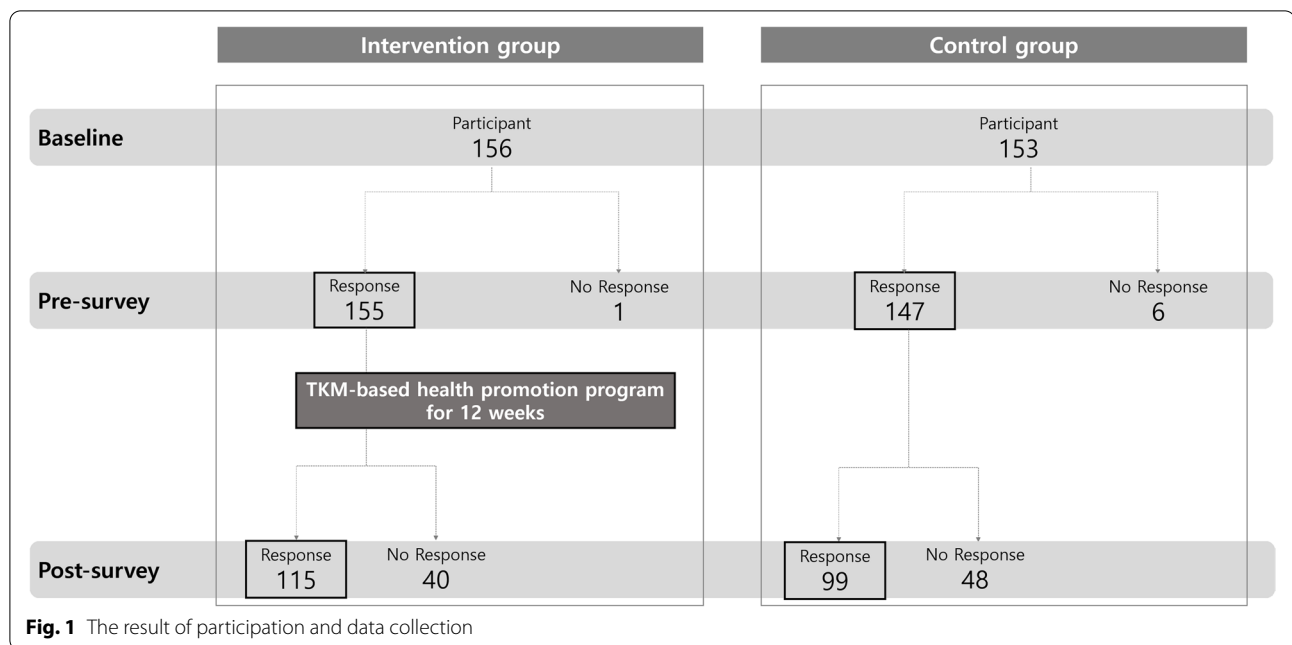 Intervention group
Control group
Baseline
Participant
156
Participant
153
Pre-survey
Response
155
No Response
1
Response
147
No Response
6
TKM-based health promotion program
for 12 weeks
Post-survey
Response
115
No Response
40
Response
99
No Response
48
Fig. 1 The result of participation and data collection